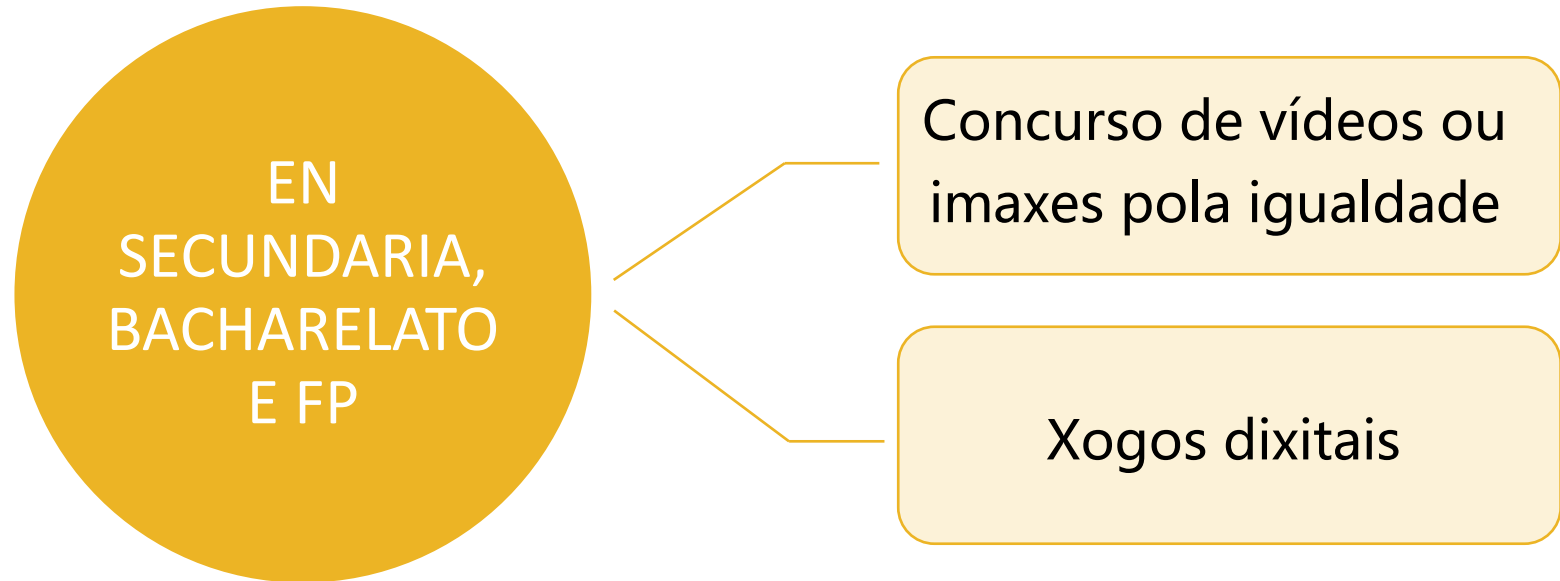 EN
SECUNDARIA,
BACHARELATO
E FP
Concurso de vídeos ou
imaxes pola igualdade
Xogos dixitais